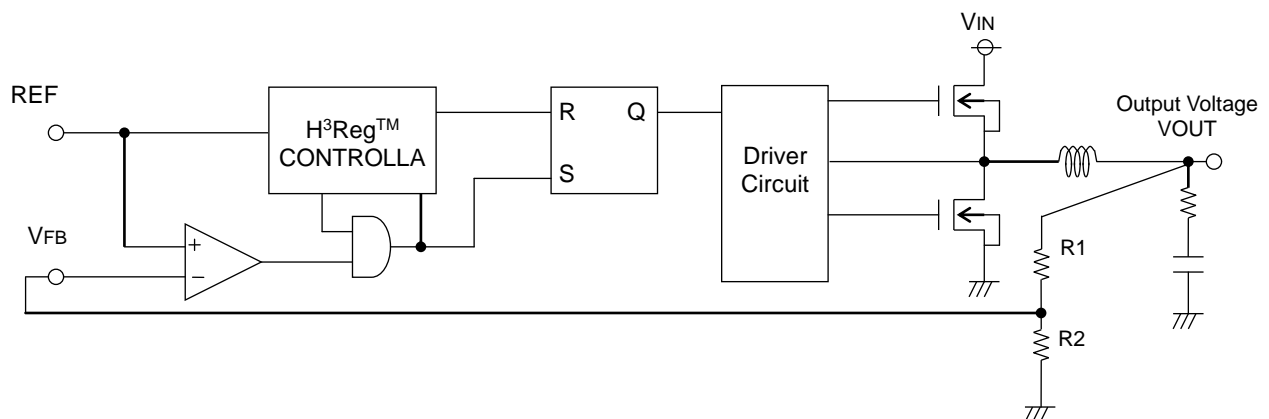 VIN
REF
H³Reg™
CONTROLLA
R
Q
S
Driver
Circuit
Output Voltage
VOUT
VFB
+
−
R1
R2